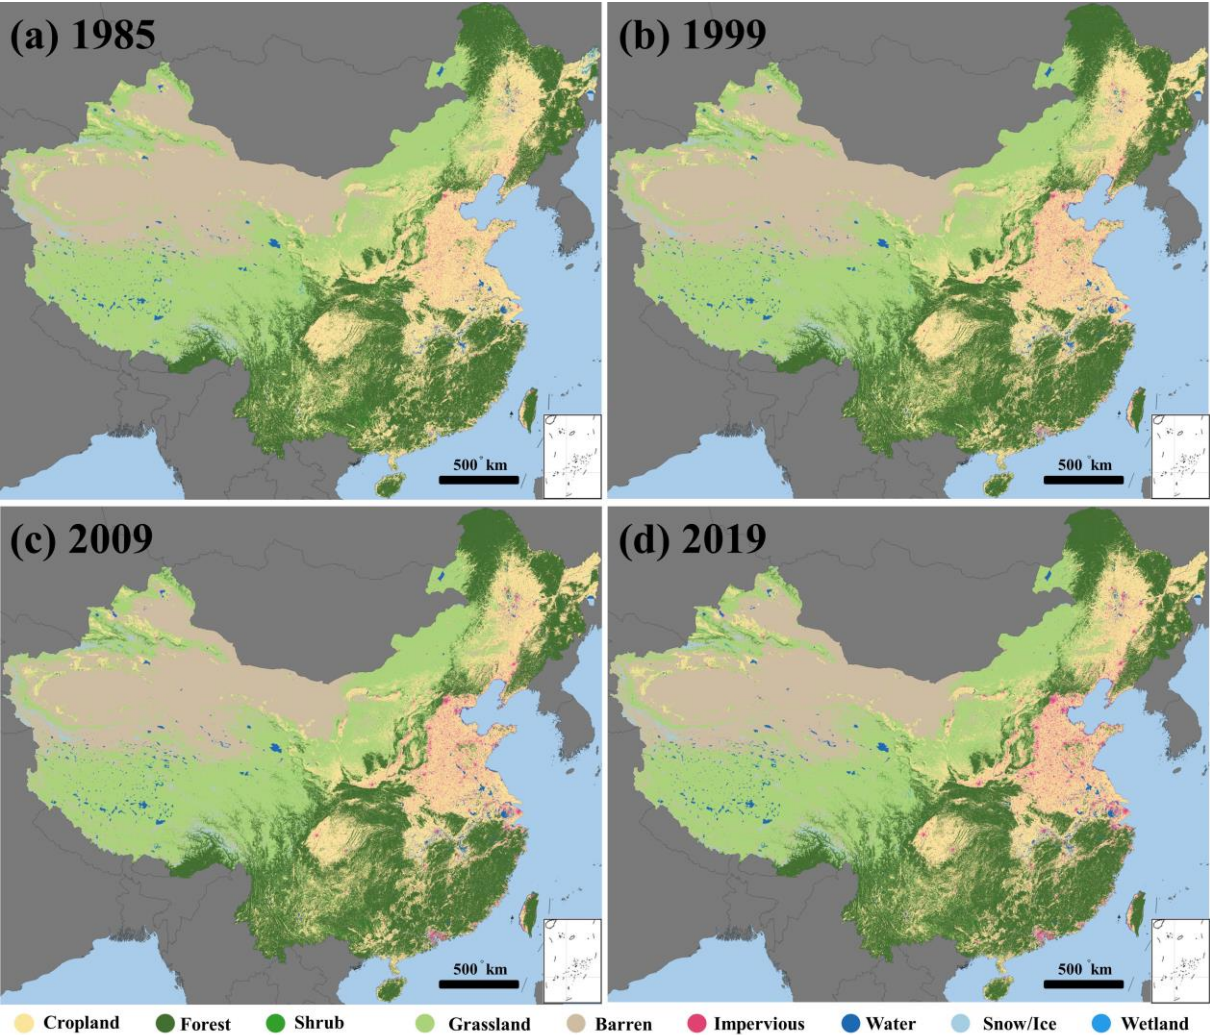 (a) 1985
(b) 1999
500 km
500 km
(c) 2009
(d) 2019
500 km
500 km
Cropland Forest Shrub Grassland Barren Impervious Water Snow/Ice Wetland